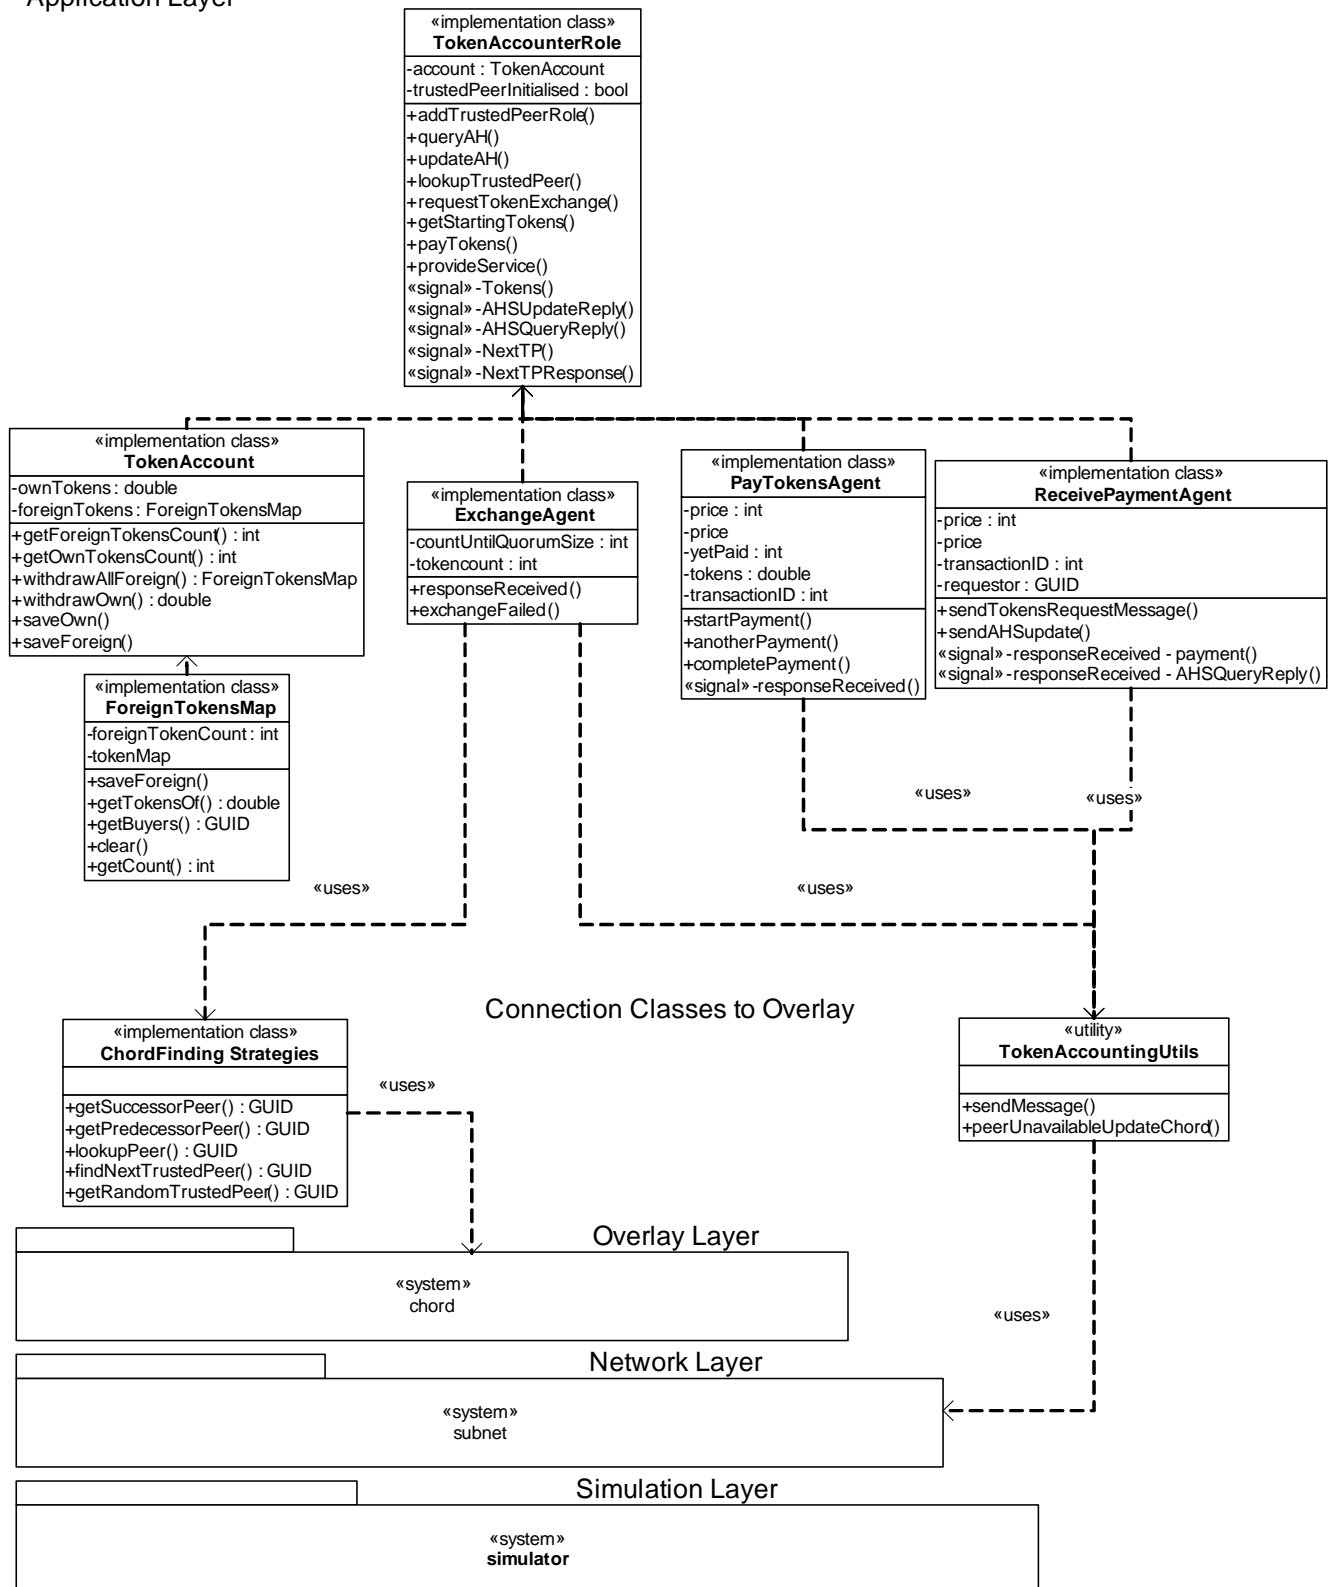 Application Layer
«implementation class»
TokenAccounterRole
-account : TokenAccount
-trustedPeerInitialised : bool
+addTrustedPeerRole()
+queryAH()
+updateAH()
+lookupTrustedPeer()
+requestTokenExchange()
+getStartingTokens()
+payTokens()
+provideService()
«signal» -Tokens()
«signal» -AHSUpdateReply()
«signal» -AHSQueryReply()
«signal» -NextTP()
«signal» -NextTPResponse()
«implementation class»
TokenAccount
-ownTokens : double
-foreignTokens : ForeignTokensMap
+getForeignTokensCount() : int
+getOwnTokensCount() : int
+withdrawAllForeign() : ForeignTokensMap
+withdrawOwn() : double
+saveOwn()
+saveForeign()
«implementation class»
ExchangeAgent
-countUntilQuorumSize : int
-tokencount : int
+responseReceived()
+exchangeFailed()
«implementation class»
PayTokensAgent
-price : int
-price
-yetPaid : int
-tokens : double
-transactionID : int
+startPayment()
+anotherPayment()
+completePayment()
«signal» -responseReceived()
«implementation class»
ReceivePaymentAgent
-price : int
-price
-transactionID : int
-requestor : GUID
+sendTokensRequestMessage()
+sendAHSupdate()
«signal» -responseReceived - payment()
«signal» -responseReceived - AHSQueryReply()
«implementation class»
ForeignTokensMap
-foreignTokenCount : int
-tokenMap
+saveForeign()
+getTokensOf() : double
+getBuyers() : GUID
+clear()
+getCount() : int
«uses»
«uses»
«uses»
«uses»
Connection Classes to Overlay
«implementation class»
ChordFinding Strategies
+getSuccessorPeer() : GUID
+getPredecessorPeer() : GUID
+lookupPeer() : GUID
+findNextTrustedPeer() : GUID
+getRandomTrustedPeer() : GUID
«uses»
«utility»
TokenAccountingUtils
+sendMessage()
+peerUnavailableUpdateChord()
Overlay Layer
«system»
chord
«uses»
Network Layer
«system»
subnet
Simulation Layer
«system»
simulator